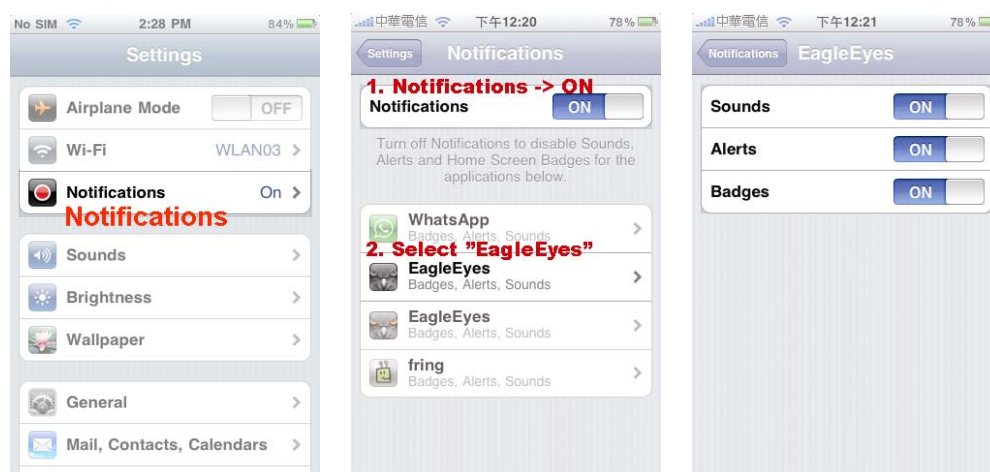 No SIM 2:28 PM 84%
Settings
Airplane Mode OFF
Wi-Fi WLAN03
Notifications On
Notifications
Sounds
Brightness
Wallpaper
General
Mail, Contacts, Calendars
中華電信 下午12:20 78%
Settings Notifications
1. Notifications -> ON
Notifications ON
Turn off Notifications to disable Sounds,
Alerts and Home Screen Badges for the
applications below.
WhatsApp
Badges, Alerts, Sounds
2. Select "EagleEyes"
EagleEyes
Badges, Alerts, Sounds
EagleEyes
Badges, Alerts, Sounds
fring
Badges, Alerts, Sounds
中華電信 下午12:21 78%
Notifications EagleEyes
Sounds ON
Alerts ON
Badges ON